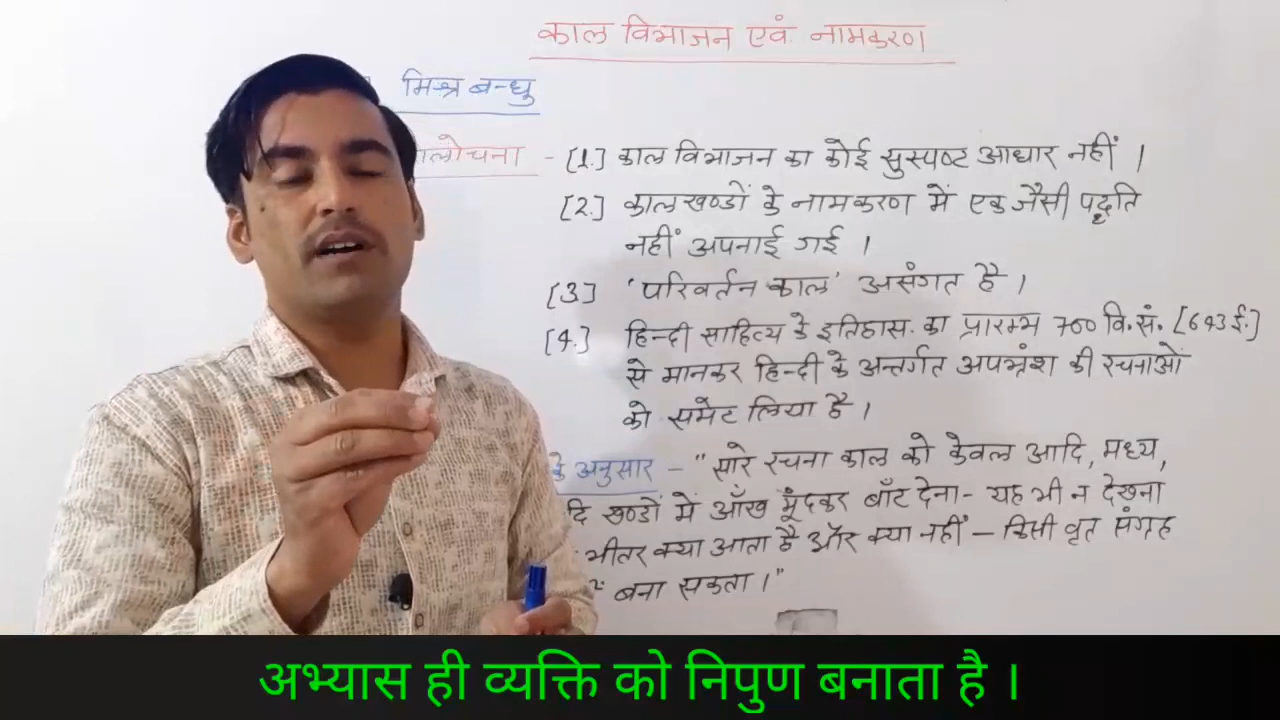 काल विभाजन एवं नामकरण
मिश्र बन्धु
लोचना - [1.] काल विभाजन का कोई सुस्पष्ट आधार नहीं ।
[2.] कालखण्डों के नामकरण में एक जैसी पद्धति
नहीं अपनाई गई ।
[3] 'परिवर्तन काल' असंगत है ।
[4.] हिन्दी साहित्य के इतिहास का प्रारम्भ 700 वि.सं. [643 ई.]
से मानकर हिन्दी के अन्तर्गत अपभ्रंश की रचनाओं
को समेट लिया है ।
के अनुसार - "सारे रचना काल को केवल आदि, मध्य,
दि खण्डों में आँख मूंदकर बाँट देना - यह भी न देखना
भीतर क्या आता है और क्या नहीं - किसी वृत संग्रह
बना सकता ।"
अभ्यास ही व्यक्ति को निपुण बनाता है ।